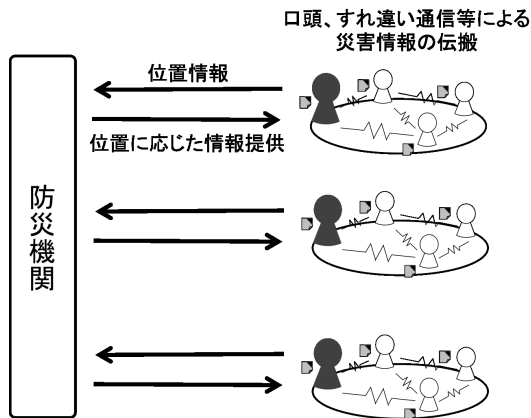 口頭、すれ違い通信等による
災害情報の伝搬
位置情報
位置に応じた情報提供
防災機関